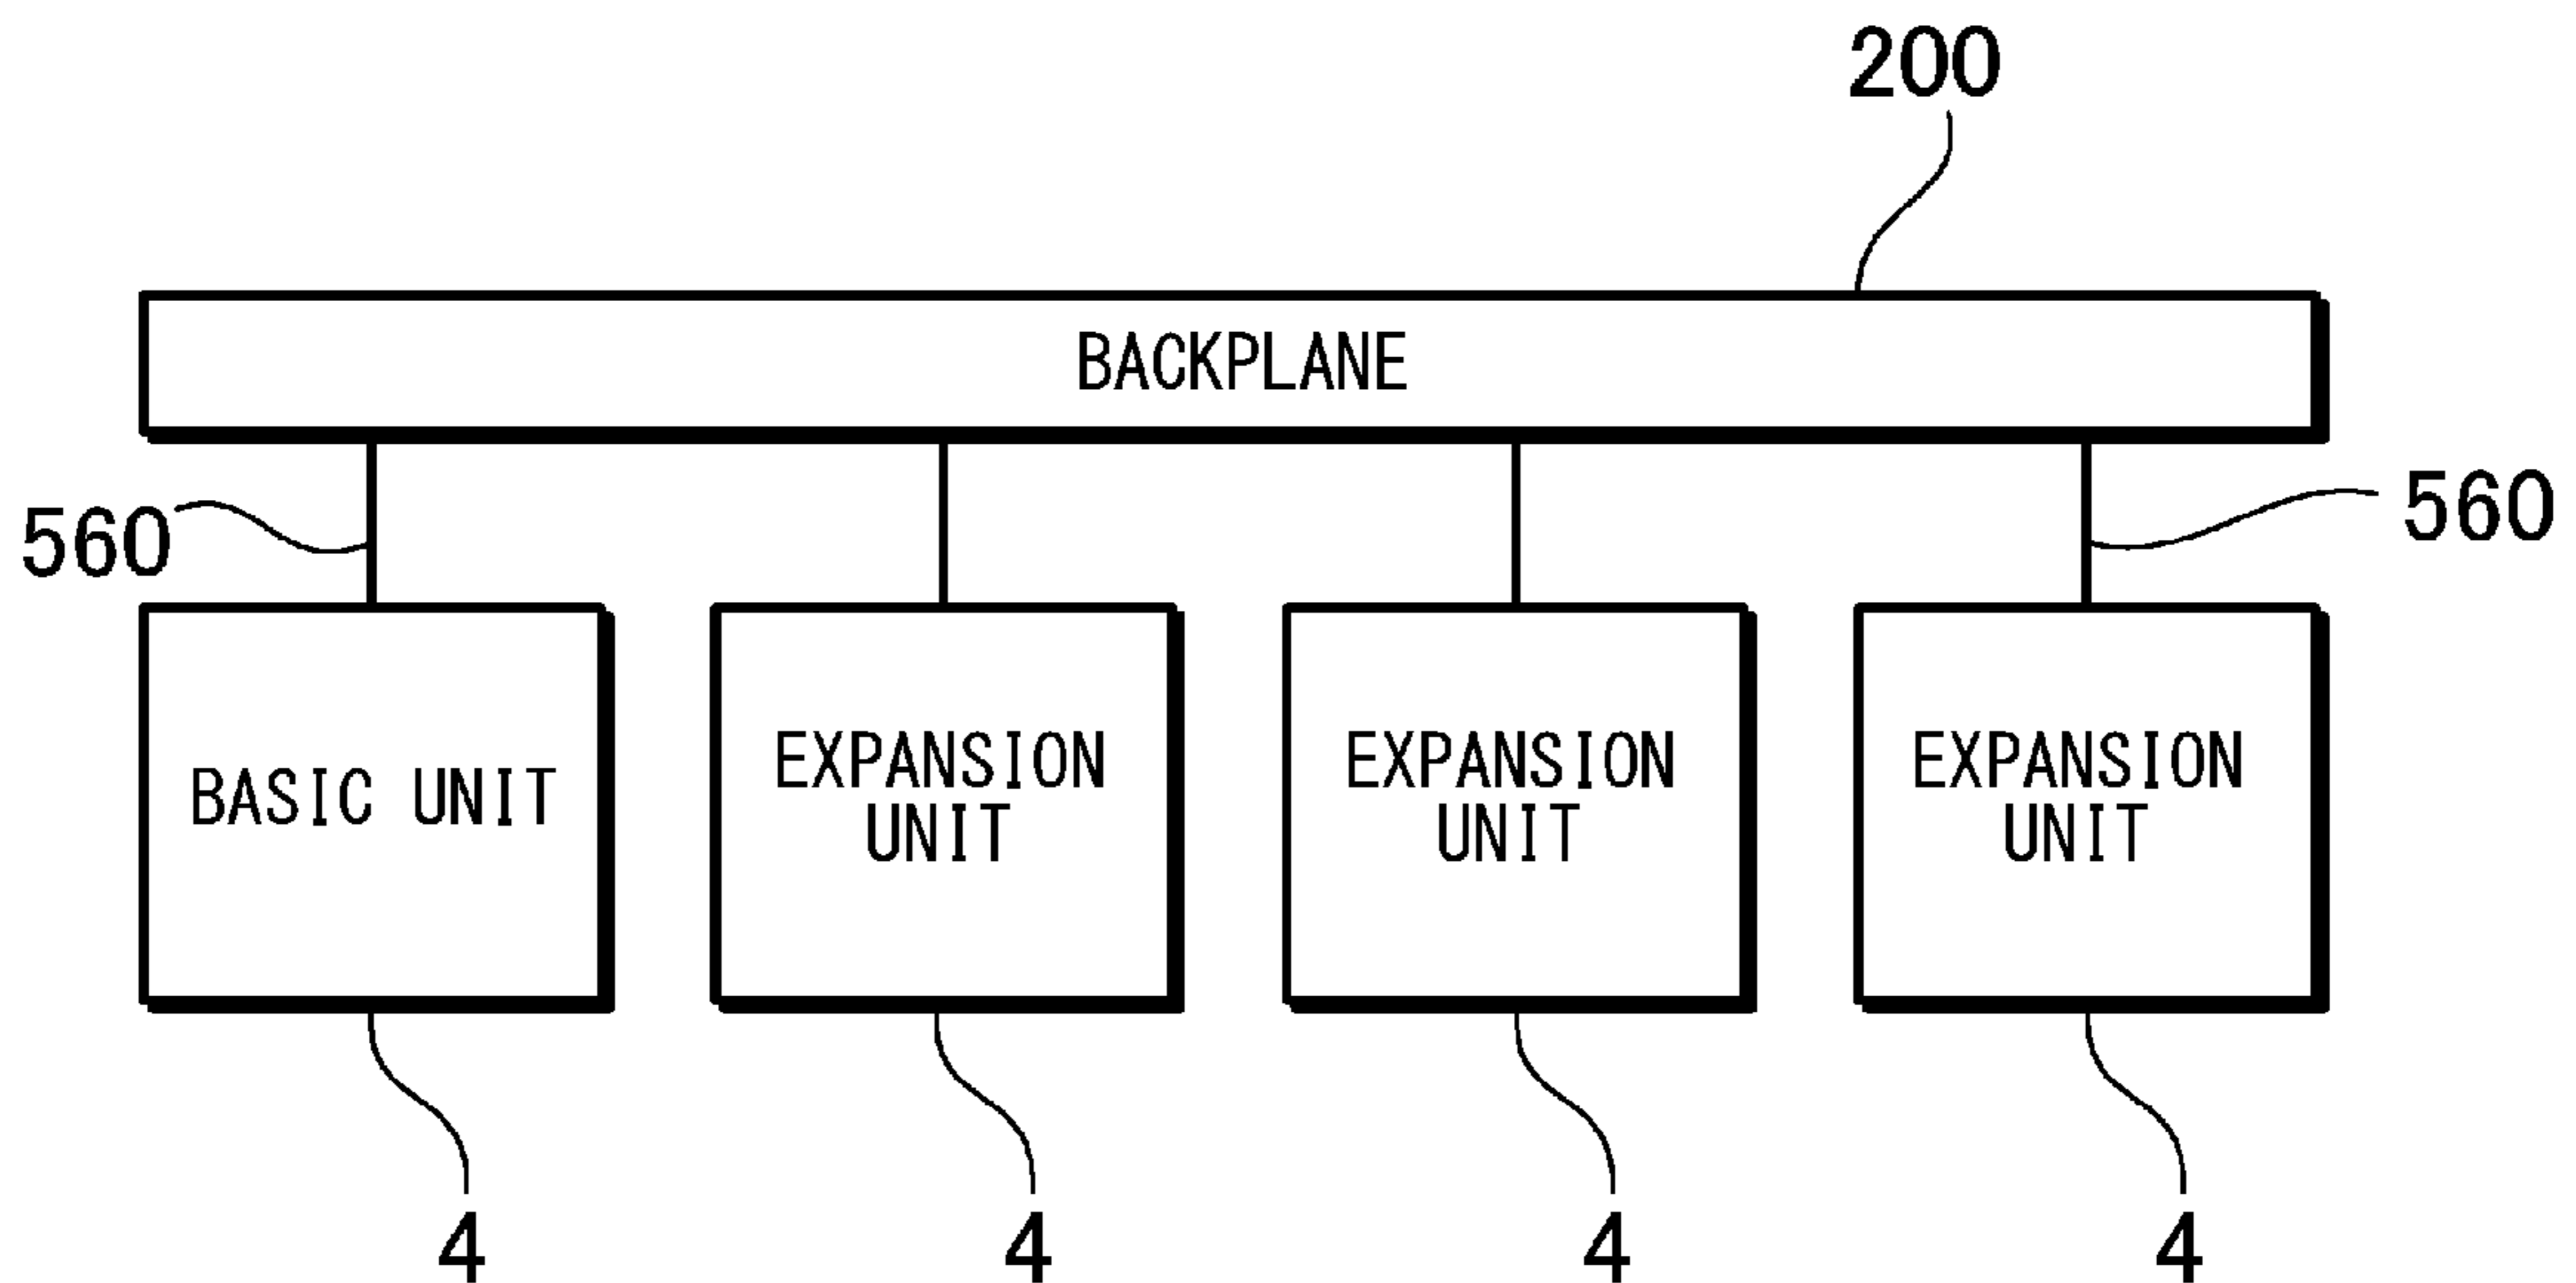 200
BACKPLANE
560
560
BASIC UNIT
EXPANSION
UNIT
EXPANSION
UNIT
EXPANSION
UNIT
4
4
4
4